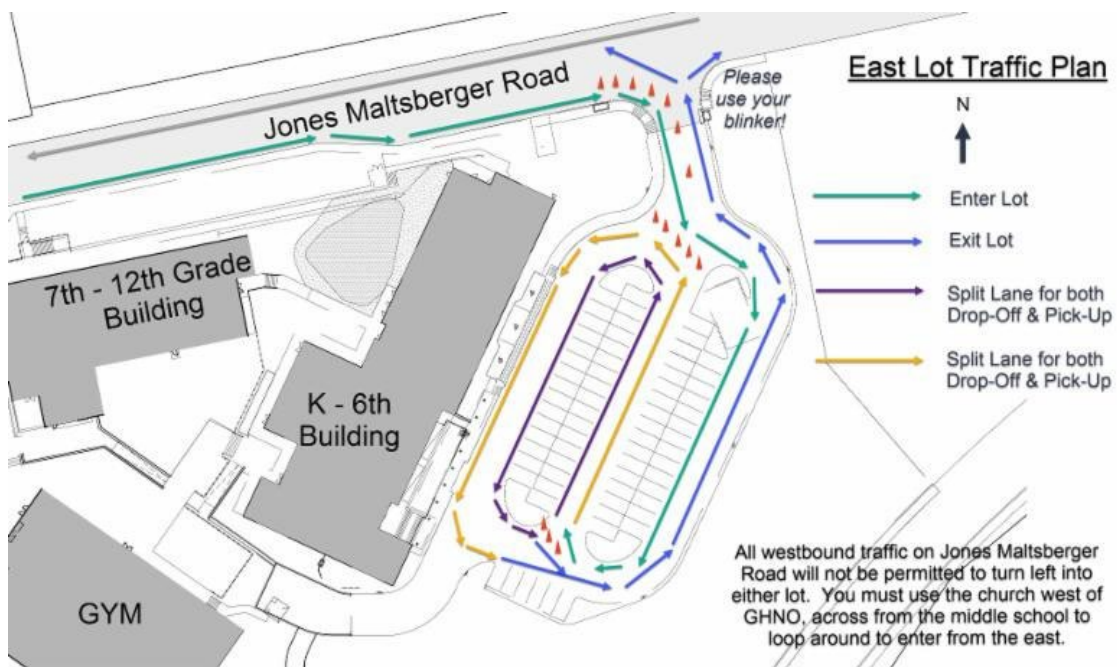 East Lot Traffic Plan
N
Jones Maltsberger Road
Please
use your
blinker!
Enter Lot
Exit Lot
Split Lane for both
Drop-Off & Pick-Up
Split Lane for both
Drop-Off & Pick-Up
7th - 12th Grade
Building
K - 6th
Building
GYM
All westbound traffic on Jones Maltsberger
Road will not be permitted to turn left into
either lot.  You must use the church west of
GHNO, across from the middle school to
loop around to enter from the east.